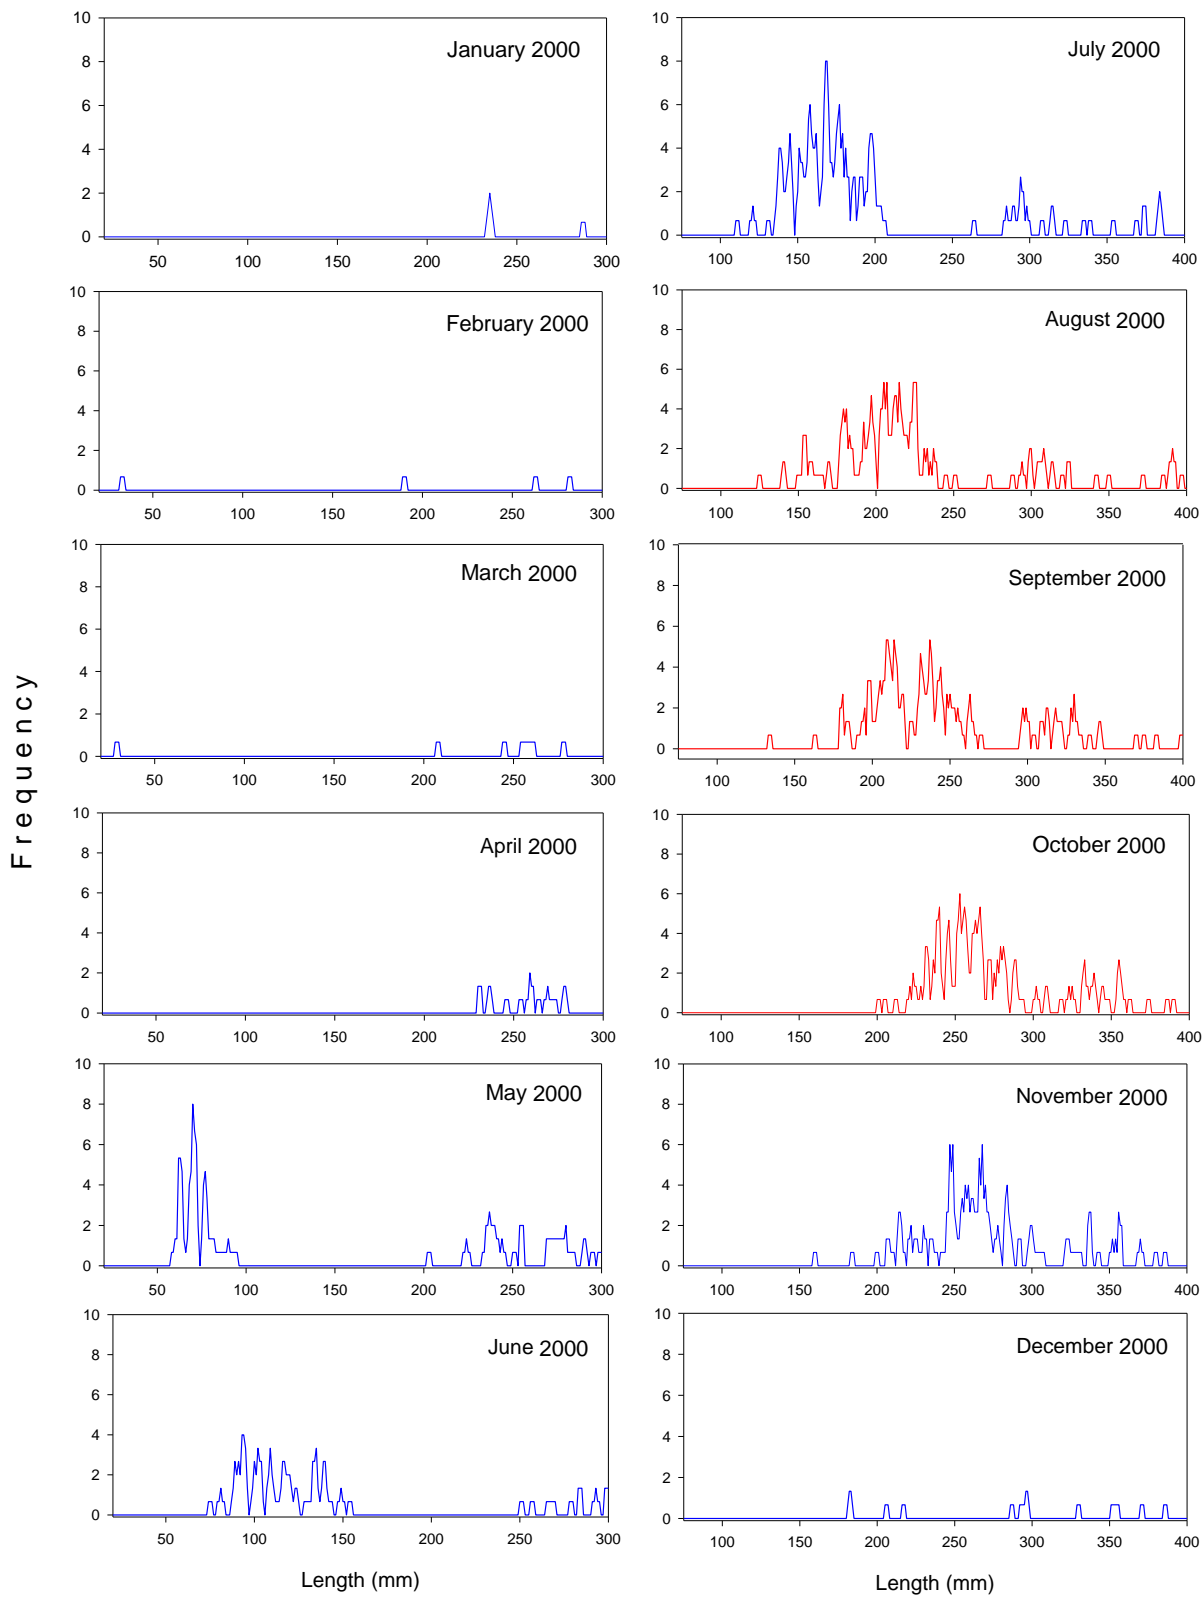 Frequency
January 2000
10
8
6
4
2
0
50 100 150 200 250 300
February 2000
10
8
6
4
2
0
50 100 150 200 250 300
March 2000
10
8
6
4
2
0
50 100 150 200 250 300
April 2000
10
8
6
4
2
0
50 100 150 200 250 300
May 2000
10
8
6
4
2
0
50 100 150 200 250 300
June 2000
10
8
6
4
2
0
50 100 150 200 250 300
Length (mm)
July 2000
10
8
6
4
2
0
100 150 200 250 300 350 400
August 2000
10
8
6
4
2
0
100 150 200 250 300 350 400
September 2000
10
8
6
4
2
0
100 150 200 250 300 350 400
October 2000
10
8
6
4
2
0
100 150 200 250 300 350 400
November 2000
10
8
6
4
2
0
100 150 200 250 300 350 400
December 2000
10
8
6
4
2
0
100 150 200 250 300 350 400
Length (mm)